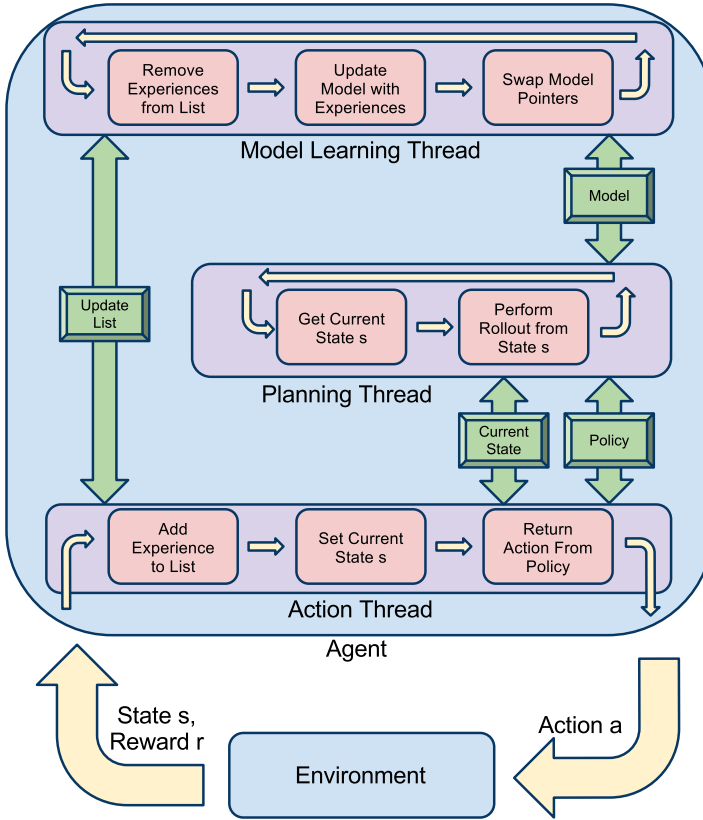 Remove
Experiences
from List
Update
Model with
Experiences
Swap Model
Pointers
Model Learning Thread
Model
Update
List
Get Current
State s
Perform
Rollout from
State s
Planning Thread
Current
State
Policy
Add
Experience
to List
Set Current
State s
Return
Action From
Policy
Action Thread
Agent
State s,
Reward r
Action a
Environment